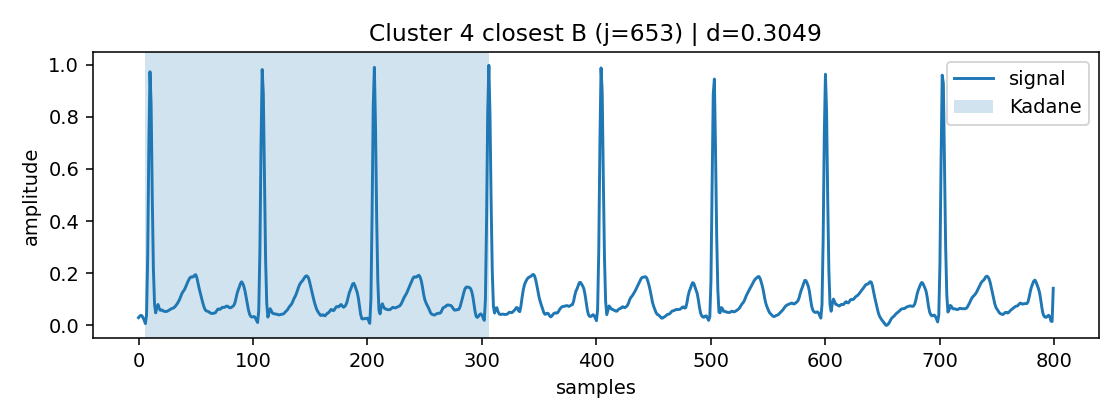 Cluster 4 closest B (j=653) | d=0.3049
1.0
0.8
0.6
0.4
0.2
0.0
amplitude
signal
Kadane
0 100 200 300 400 500 600 700 800
samples